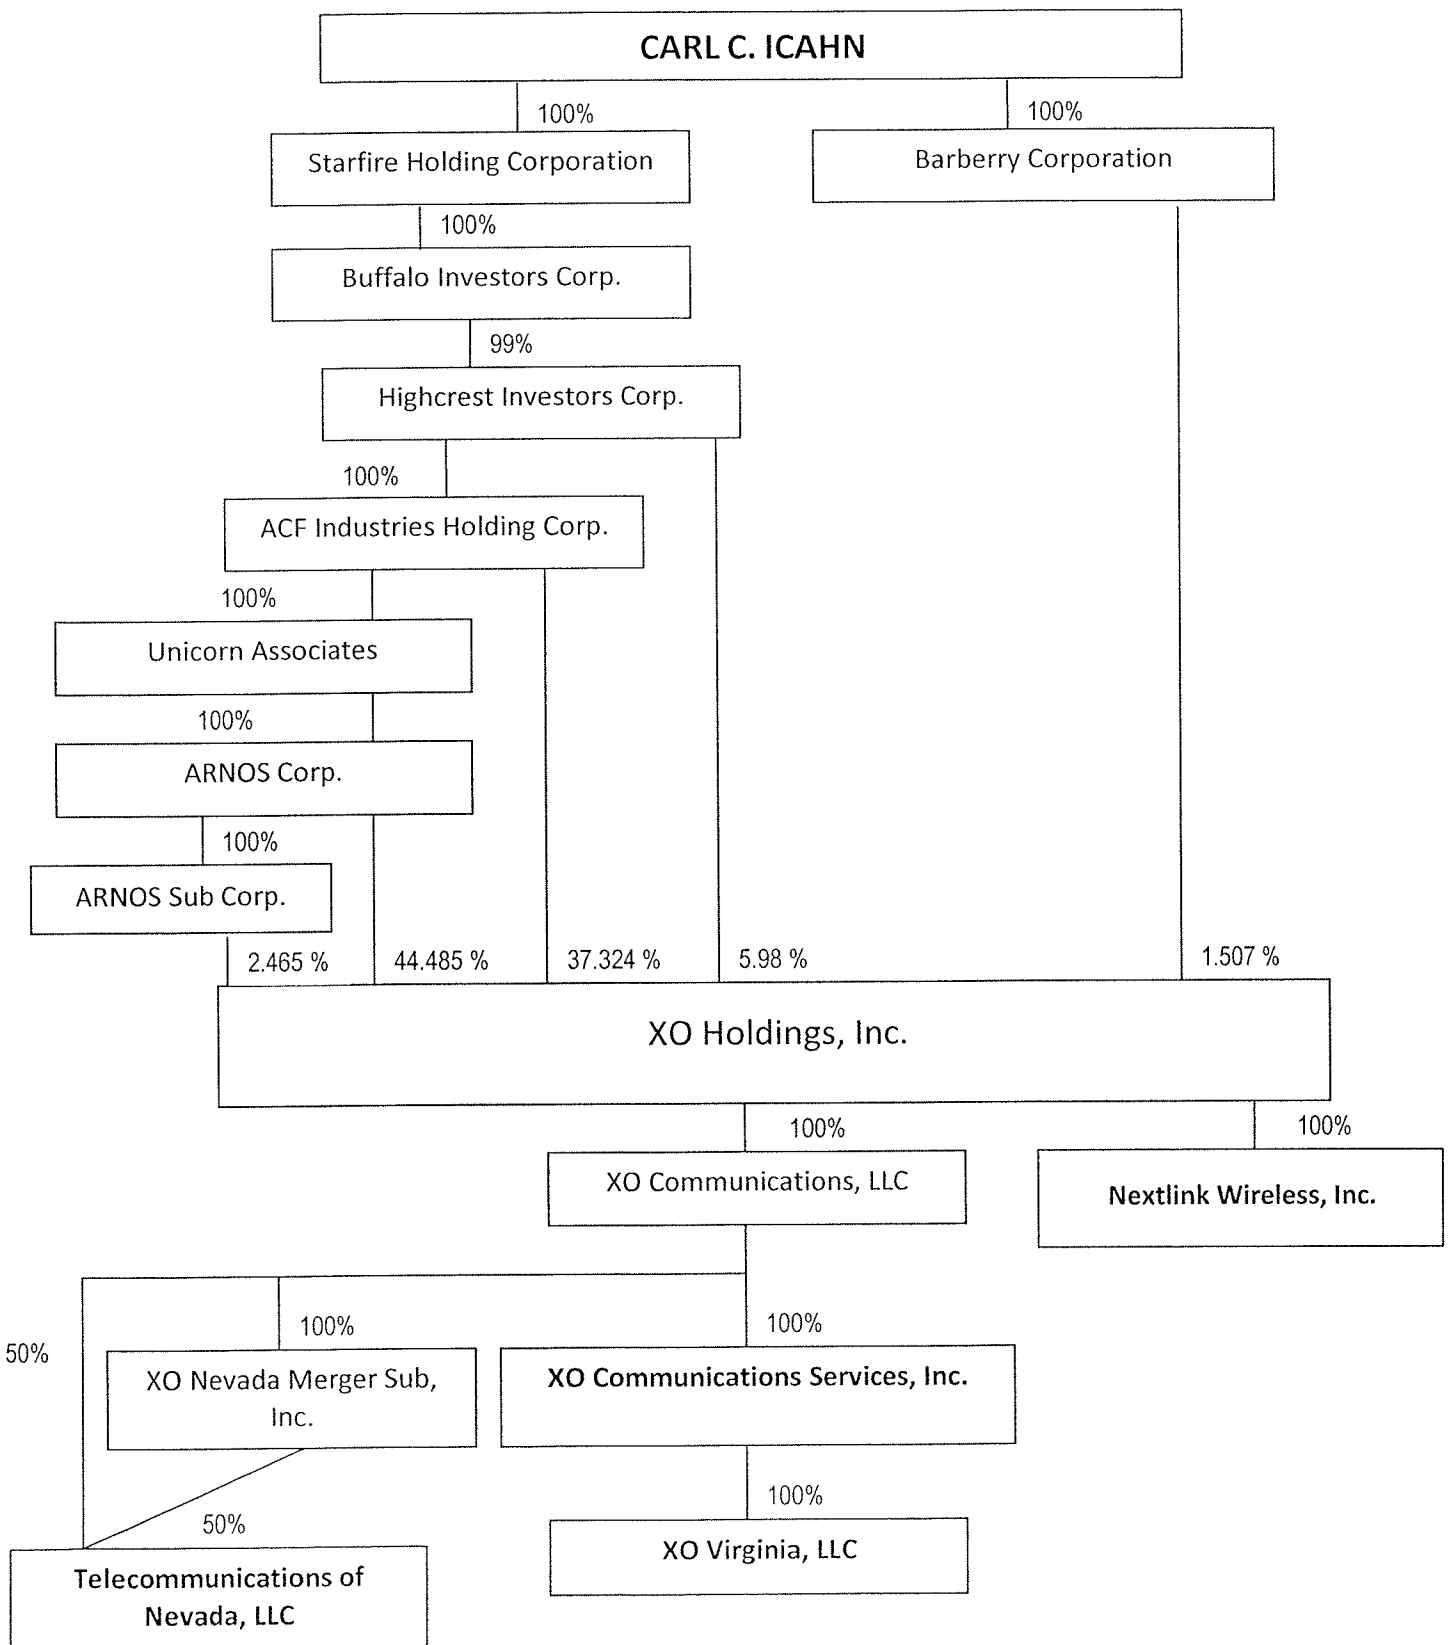 CARL C. ICAHN
100%
100%
Starfire Holding Corporation
Barberry Corporation
100%
Buffalo Investors Corp.
99%
Highcrest Investors Corp.
100%
ACF Industries Holding Corp.
100%
Unicorn Associates
100%
ARNOS Corp.
100%
ARNOS Sub Corp.
2.465 %
44.485 %
37.324 %
5.98 %
1.507 %
XO Holdings, Inc.
100%
100%
XO Communications, LLC
Nextlink Wireless, Inc.
50%
100%
100%
XO Nevada Merger Sub,
Inc.
XO Communications Services, Inc.
100%
50%
XO Virginia, LLC
Telecommunications of
Nevada, LLC